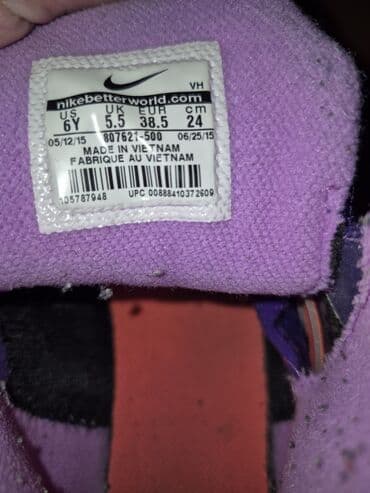 VH
nikebetterworld.com
US UK EUR cm
6Y 5.5 38.5 24
05/12/15 807621-500 06/25/15
MADE IN VIETNAM
FABRIQUE AU VIETNAM
105787948 UPC 00888410372609